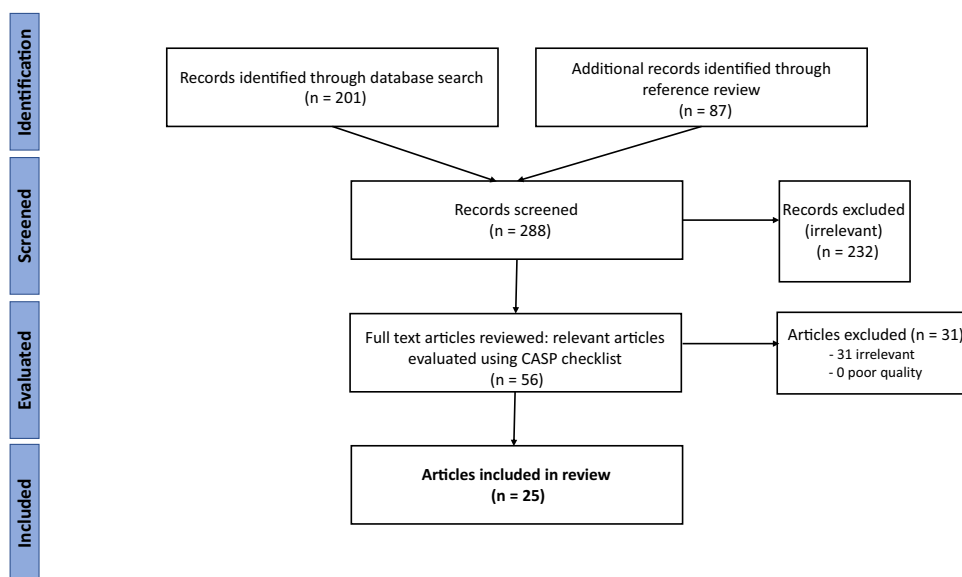 Identification
Records identified through database search
(n = 201)
Additional records identified through
reference review
(n = 87)
Screened
Records screened
(n = 288)
Records excluded
(irrelevant)
(n = 232)
Evaluated
Full text articles reviewed: relevant articles
evaluated using CASP checklist
(n = 56)
Articles excluded (n = 31)
- 31 irrelevant
- 0 poor quality
Included
Articles included in review
(n = 25)